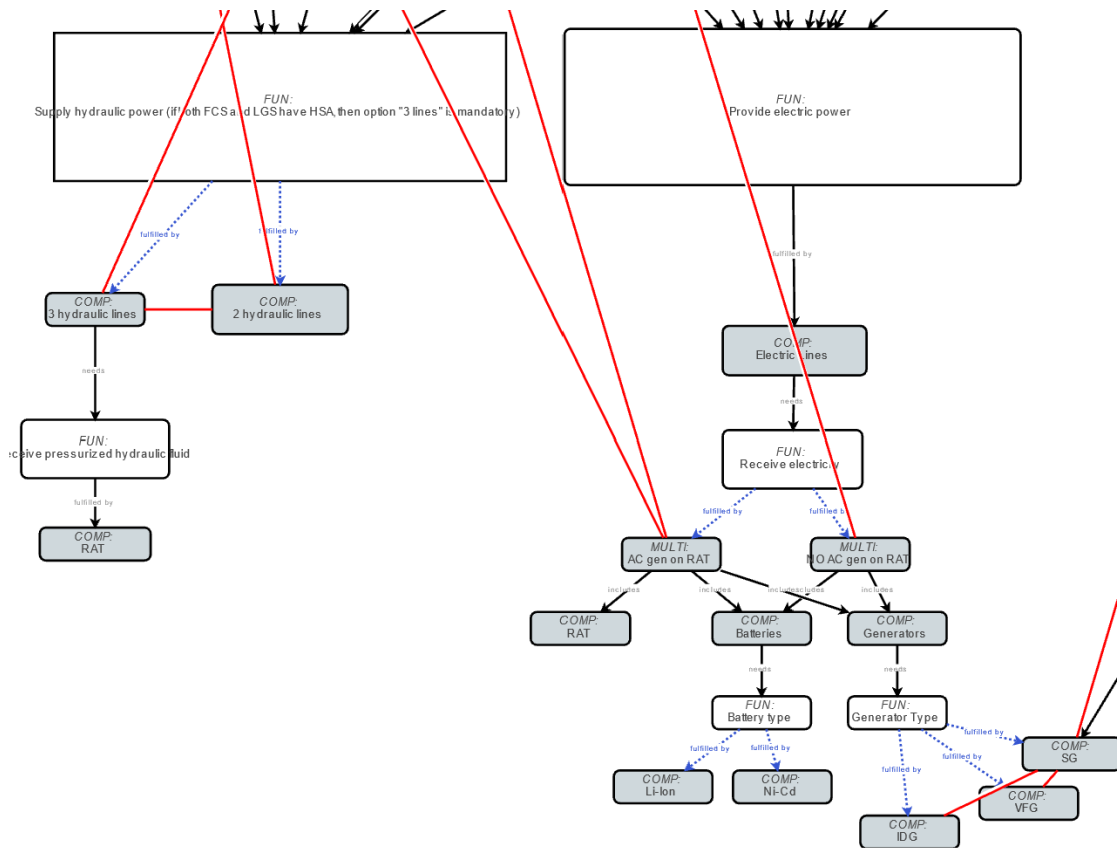 FUN:
Supply hydraulic power (if both FCS and LGS have HSA, then option "3 lines" is mandatory)
FUN:
Provide electric power
fulfilled by
fulfilled by
fulfilled by
COMP:
3 hydraulic lines
COMP:
2 hydraulic lines
COMP:
Electric Lines
needs
needs
FUN:
ceive pressurized hydraulic fluid
FUN:
Receive electricity
fulfilled by
fulfilled by
fulfilled by
COMP:
RAT
MULTI:
AC gen on RAT
MULTI:
NO AC gen on RAT
includes
includes
includes
includes
includes
COMP:
RAT
COMP:
Batteries
COMP:
Generators
needs
needs
FUN:
Battery type
FUN:
Generator Type
fulfilled by
fulfilled by
fulfilled by
fulfilled by
fulfilled by
COMP:
SG
COMP:
Li-Ion
COMP:
Ni-Cd
COMP:
VFG
COMP:
IDG